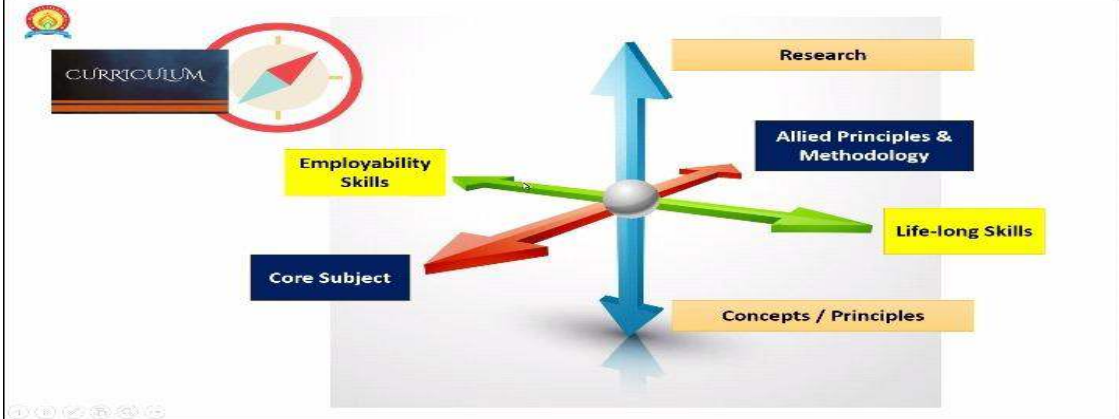 CURRICULUM
Research
Allied Principles &
Methodology
Employability
Skills
Life-long Skills
Core Subject
Concepts / Principles